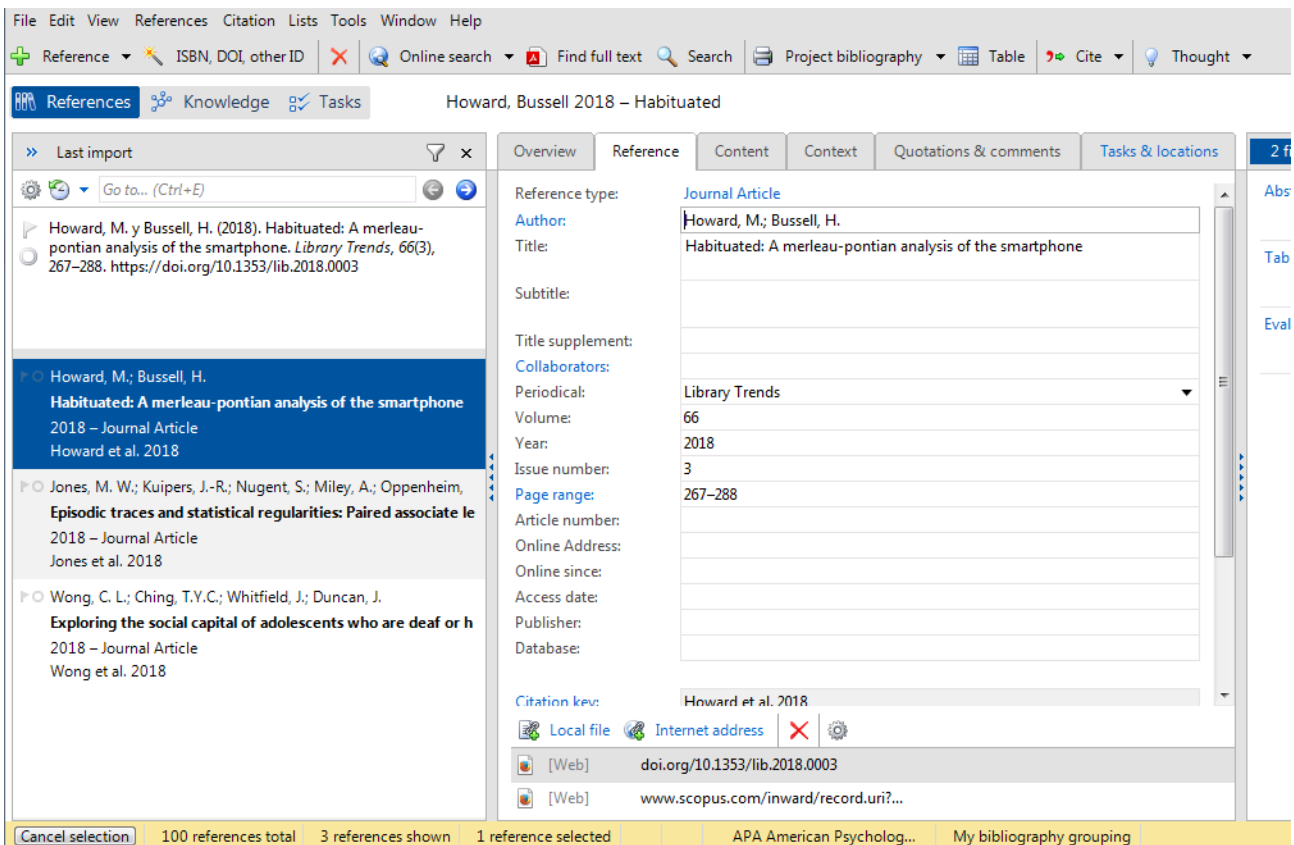 File Edit View References Citation Lists Tools Window Help
Reference ISBN, DOI, other ID Online search Find full text Search Project bibliography Table Cite Thought
References Knowledge Tasks Howard, Bussell 2018 – Habituated
Last import
Go to... (Ctrl+E)
Howard, M. y Bussell, H. (2018). Habituated: A merleau-
pontian analysis of the smartphone. Library Trends, 66(3),
267–288. https://doi.org/10.1353/lib.2018.0003
Howard, M.; Bussell, H.
Habituated: A merleau-pontian analysis of the smartphone
2018 – Journal Article
Howard et al. 2018
Jones, M. W.; Kuipers, J.-R.; Nugent, S.; Miley, A.; Oppenheim,
Episodic traces and statistical regularities: Paired associate le
2018 – Journal Article
Jones et al. 2018
Wong, C. L.; Ching, T.Y.C.; Whitfield, J.; Duncan, J.
Exploring the social capital of adolescents who are deaf or h
2018 – Journal Article
Wong et al. 2018
Overview Reference Content Context Quotations & comments Tasks & locations
Reference type: Journal Article
Author: Howard, M.; Bussell, H.
Title: Habituated: A merleau-pontian analysis of the smartphone
Subtitle:
Title supplement:
Collaborators:
Periodical: Library Trends
Volume: 66
Year: 2018
Issue number: 3
Page range: 267–288
Article number:
Online Address:
Online since:
Access date:
Publisher:
Database:
Citation key: Howard et al. 2018
Local file Internet address
[Web] doi.org/10.1353/lib.2018.0003
[Web] www.scopus.com/inward/record.uri?...
2 fi
Abs
Tab
Eval
Cancel selection 100 references total 3 references shown 1 reference selected APA American Psycholog... My bibliography grouping